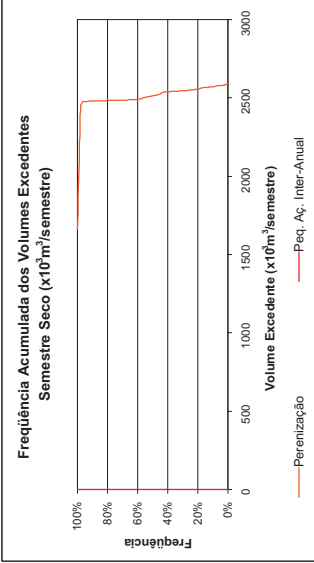 Freqüência Acumulada dos Volumes Excedentes
Semestre Seco (x10³m³/semestre)
Freqüência
100%
80%
60%
40%
20%
0%
0
500
1000
1500
2000
2500
3000
Volume Excedente (x10³m³/semestre)
Perenização
Peq. Aç. Inter-Anual